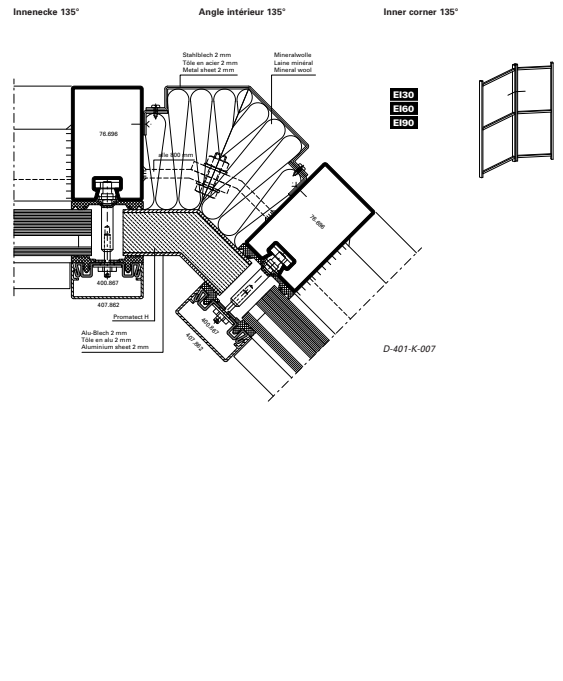 Innenecke 135°
Angle intérieur 135°
Inner corner 135°
Stahlblech 2 mm
Tôle en acier 2 mm
Metal sheet 2 mm
Mineralwolle
Laine minéral
Mineral wool
EI30
EI60
EI90
76.696
alle 800 mm
76.696
400.867
407.862
Promatect H
400.867
407.862
Alu-Blech 2 mm
Tôle en alu 2 mm
Aluminium sheet 2 mm
D-401-K-007